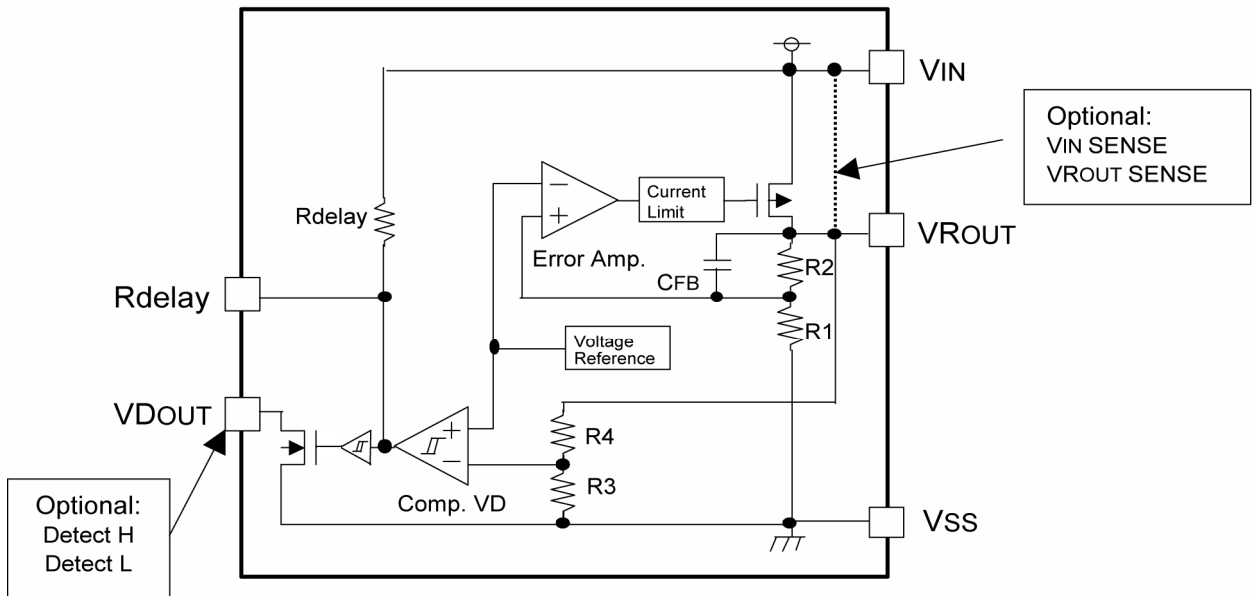 VIN
Optional:
VIN SENSE
VROUT SENSE
Current
Limit
Rdelay
VROUT
Error Amp.
R2
CFB
Rdelay
R1
Voltage
Reference
VDOUT
R4
R3
Comp. VD
Optional:
Detect H
Detect L
VSS